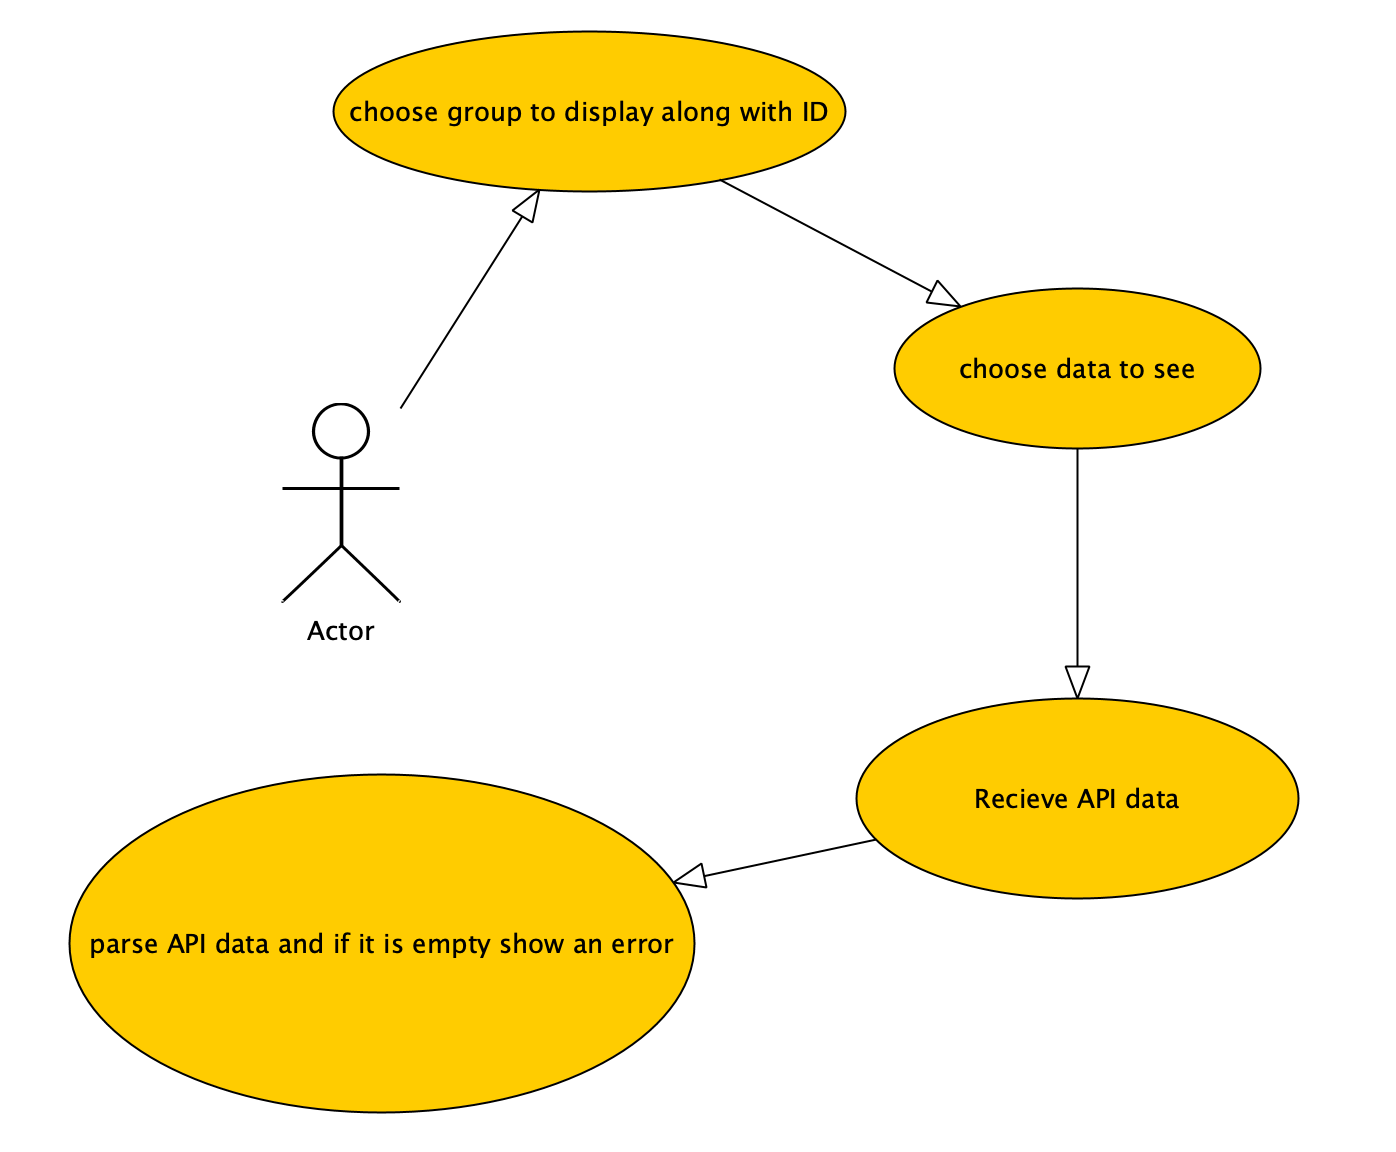 choose group to display along with ID
choose data to see
Actor
Recieve API data
parse API data and if it is empty show an error